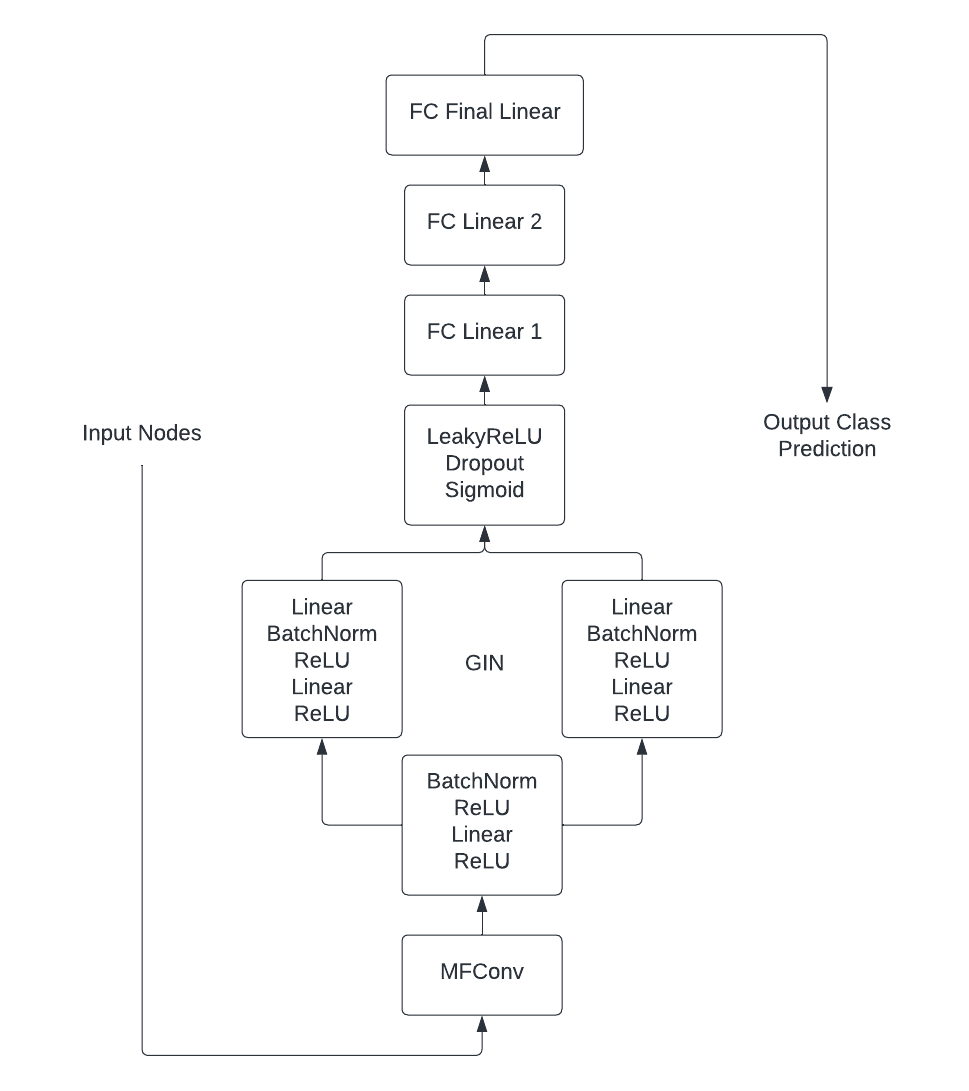 FC Final Linear
FC Linear 2
FC Linear 1
Input Nodes
Output Class
Prediction
LeakyReLU
Dropout
Sigmoid
Linear
BatchNorm
ReLU
Linear
ReLU
GIN
Linear
BatchNorm
ReLU
Linear
ReLU
BatchNorm
ReLU
Linear
ReLU
MFConv